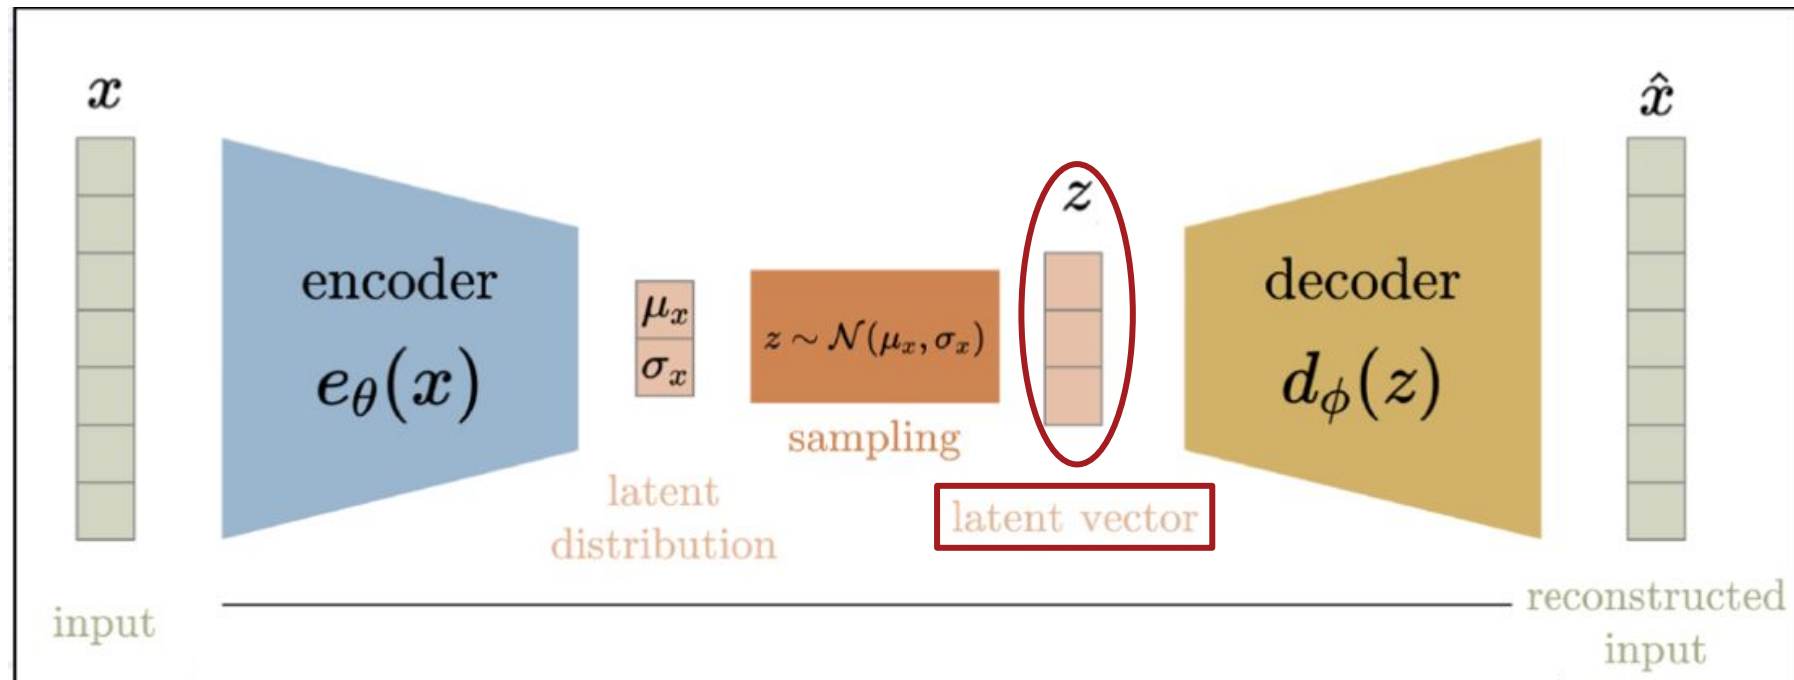 x
x̂
z
encoder
e_θ(x)
μ_x
σ_x
z ∼ 𝒩(μ_x, σ_x)
decoder
d_ϕ(z)
sampling
latent
distribution
latent vector
input
reconstructed
input